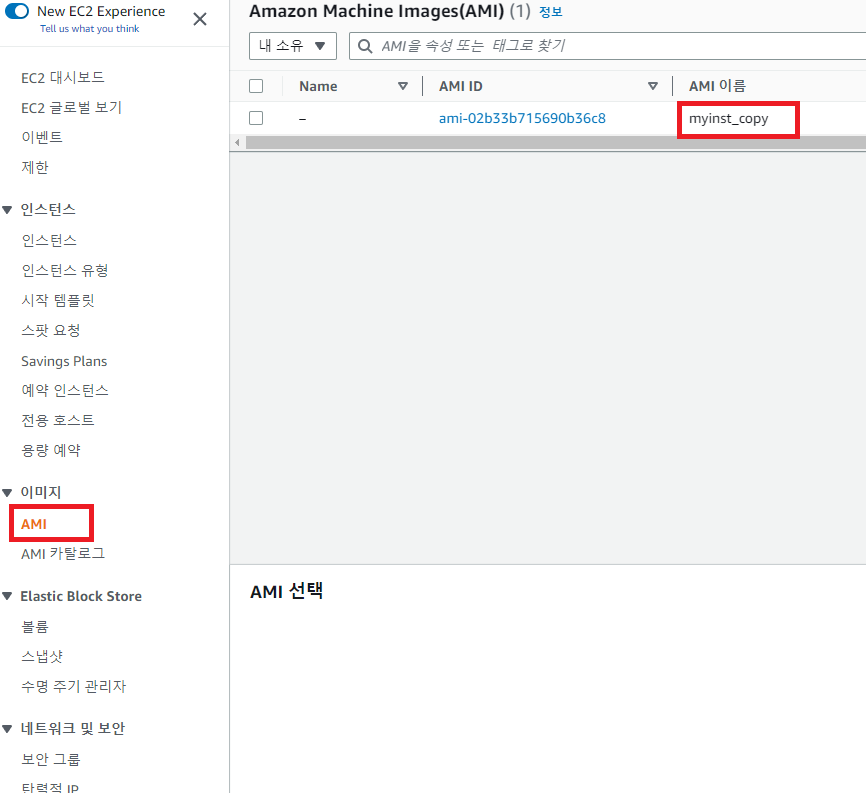 New EC2 Experience
Tell us what you think
EC2 대시보드
EC2 글로벌 보기
이벤트
제한
인스턴스
인스턴스
인스턴스 유형
시작 템플릿
스팟 요청
Savings Plans
예약 인스턴스
전용 호스트
용량 예약
이미지
AMI
AMI 카탈로그
Elastic Block Store
볼륨
스냅샷
수명 주기 관리자
네트워크 및 보안
보안 그룹
탄력적 IP
Amazon Machine Images(AMI) (1) 정보
내 소유 AMI을 속성 또는 태그로 찾기
Name AMI ID AMI 이름
– ami-02b33b715690b36c8 myinst_copy
AMI 선택